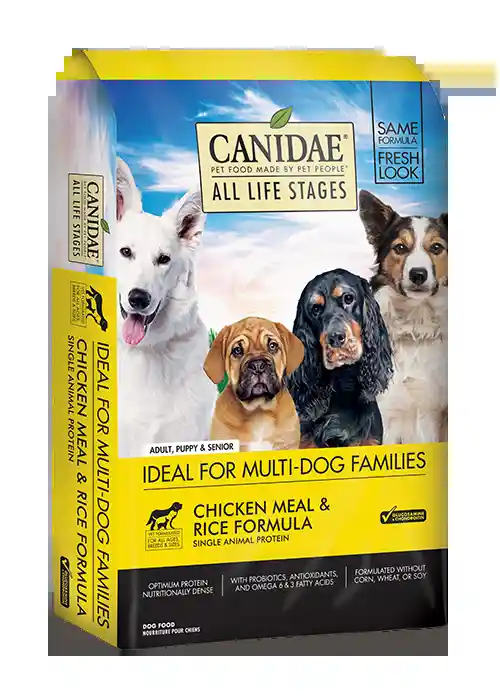 CANIDAE®
PET FOOD MADE BY PET PEOPLE®
ALL LIFE STAGES
SAME
FORMULA
FRESH
LOOK
ADULT, PUPPY & SENIOR
IDEAL FOR MULTI-DOG FAMILIES
CHICKEN MEAL &
RICE FORMULA
SINGLE ANIMAL PROTEIN
VET FORMULATED
FOR ALL AGES,
BREEDS & SIZES
GLUCOSAMINE
& CHONDROITIN
OPTIMUM PROTEIN
NUTRITIONALLY DENSE
WITH PROBIOTICS, ANTIOXIDANTS,
AND OMEGA 6 & 3 FATTY ACIDS
FORMULATED WITHOUT
CORN, WHEAT, OR SOY
DOG FOOD
NOURRITURE POUR CHIENS
CANIDAE®
ALL LIFE STAGES
IDEAL FOR MULTI-DOG FAMILIES
CHICKEN MEAL & RICE FORMULA
SINGLE ANIMAL PROTEIN